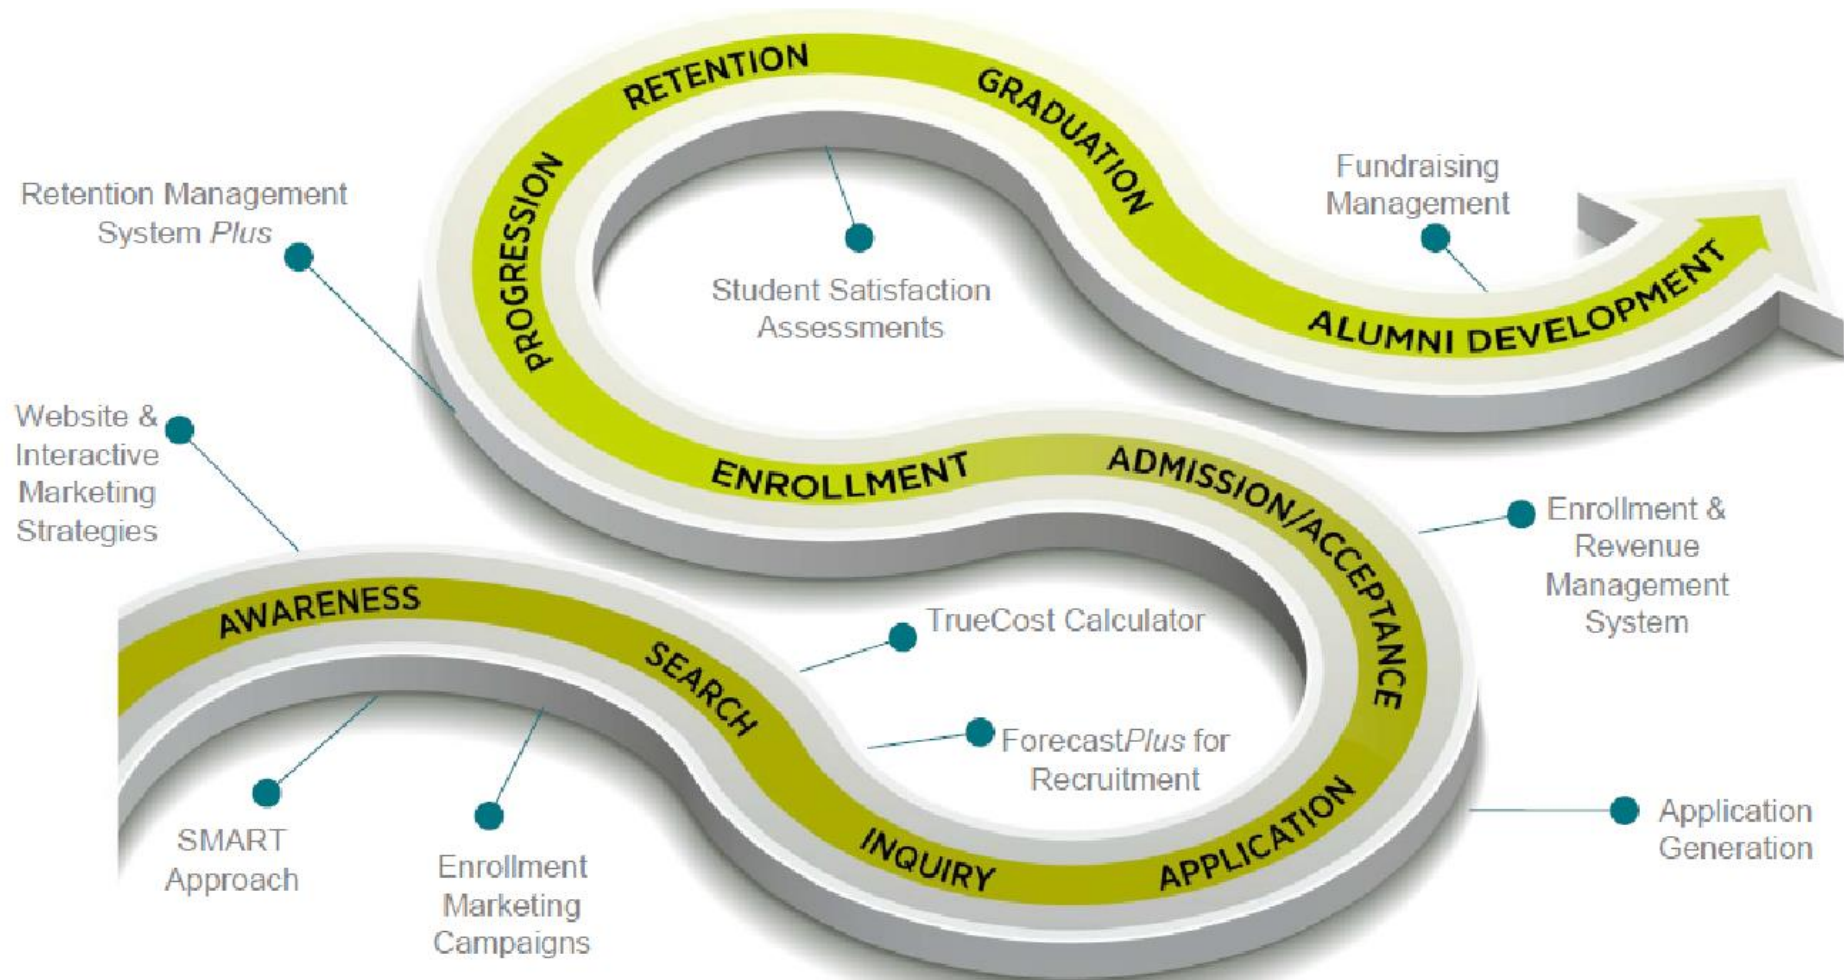 RETENTION
GRADUATION
PROGRESSION
Fundraising
Management
Retention Management
System Plus
Student Satisfaction
Assessments
ALUMNI DEVELOPMENT
Website &
Interactive
Marketing
Strategies
ENROLLMENT
ADMISSION/ACCEPTANCE
Enrollment &
Revenue
Management
System
AWARENESS
SEARCH
TrueCost Calculator
ForecastPlus for
Recruitment
INQUIRY
APPLICATION
Application
Generation
SMART
Approach
Enrollment
Marketing
Campaigns